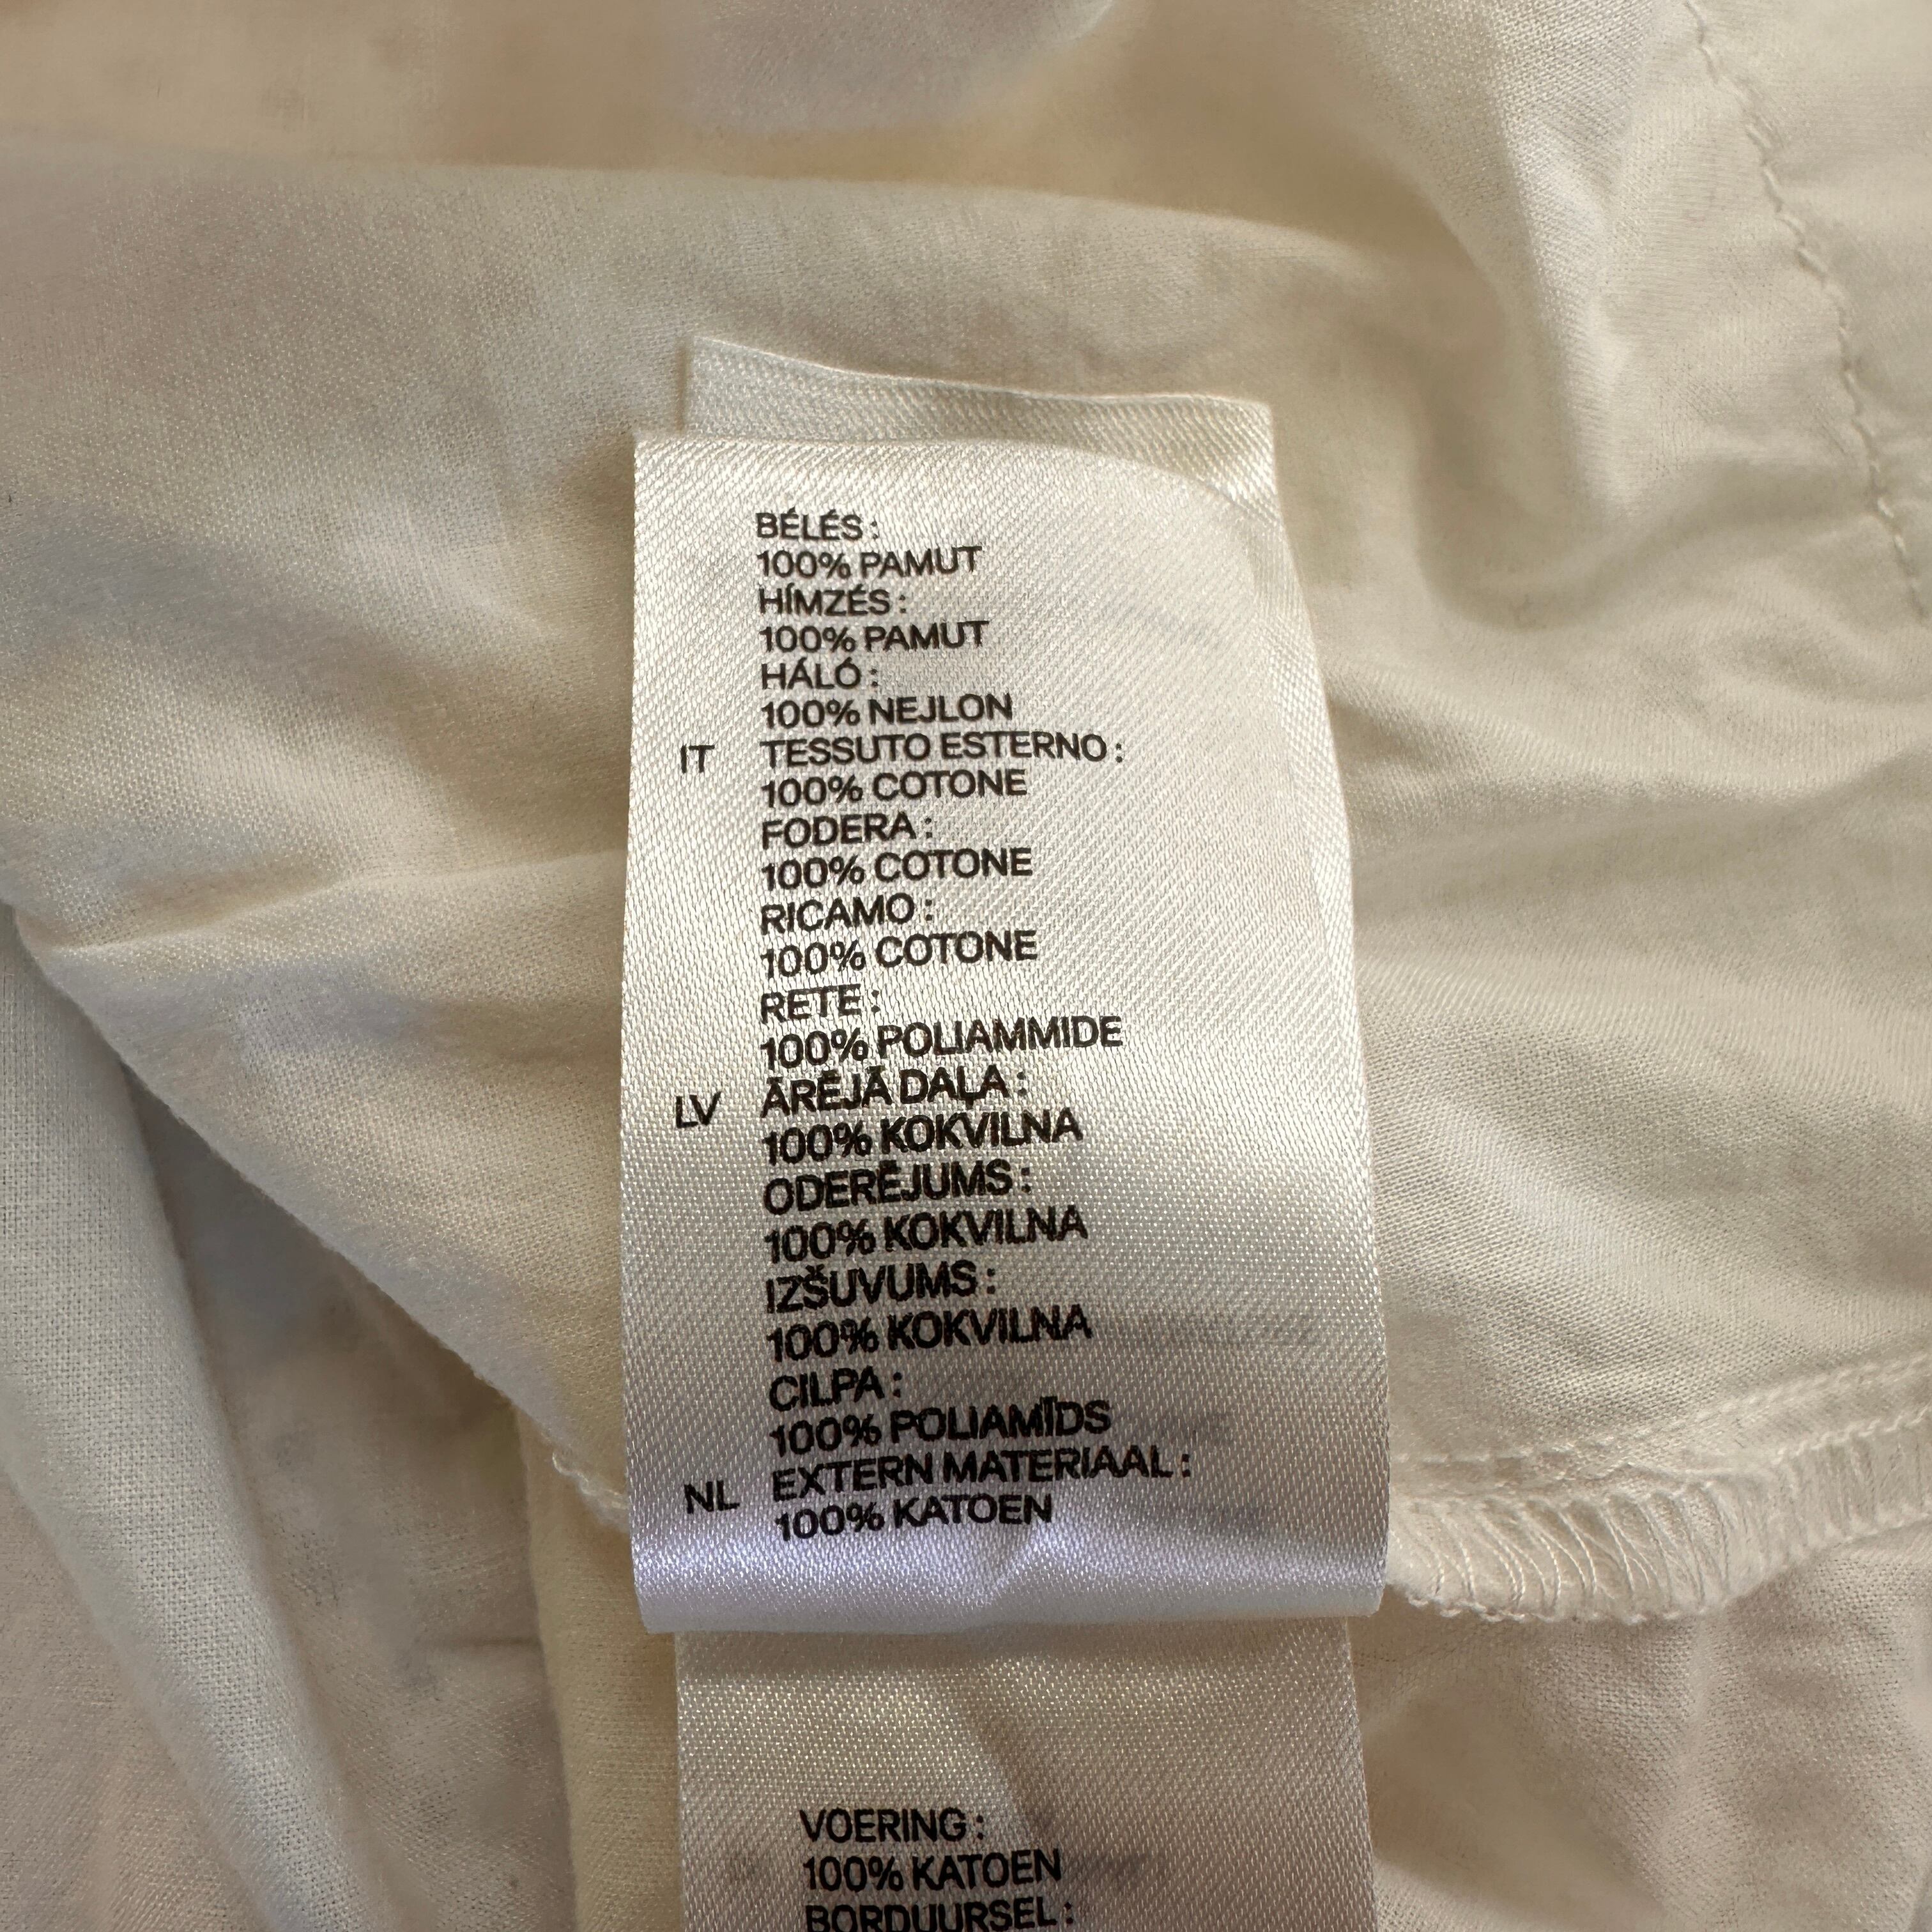 BÉLÉS:
100% PAMUT
HÍMZÉS:
100% PAMUT
HÁLÓ:
100% NEJLON
IT TESSUTO ESTERNO:
100% COTONE
FODERA:
100% COTONE
RICAMO:
100% COTONE
RETE:
100% POLIAMMIDE
LV ĀRĒJĀ DAĻA:
100% KOKVILNA
ODERĒJUMS:
100% KOKVILNA
IZŠUVUMS:
100% KOKVILNA
CILPA:
100% POLIAMĪDS
NL EXTERN MATERIAAL:
100% KATOEN
VOERING:
100% KATOEN
BORDUURSEL: